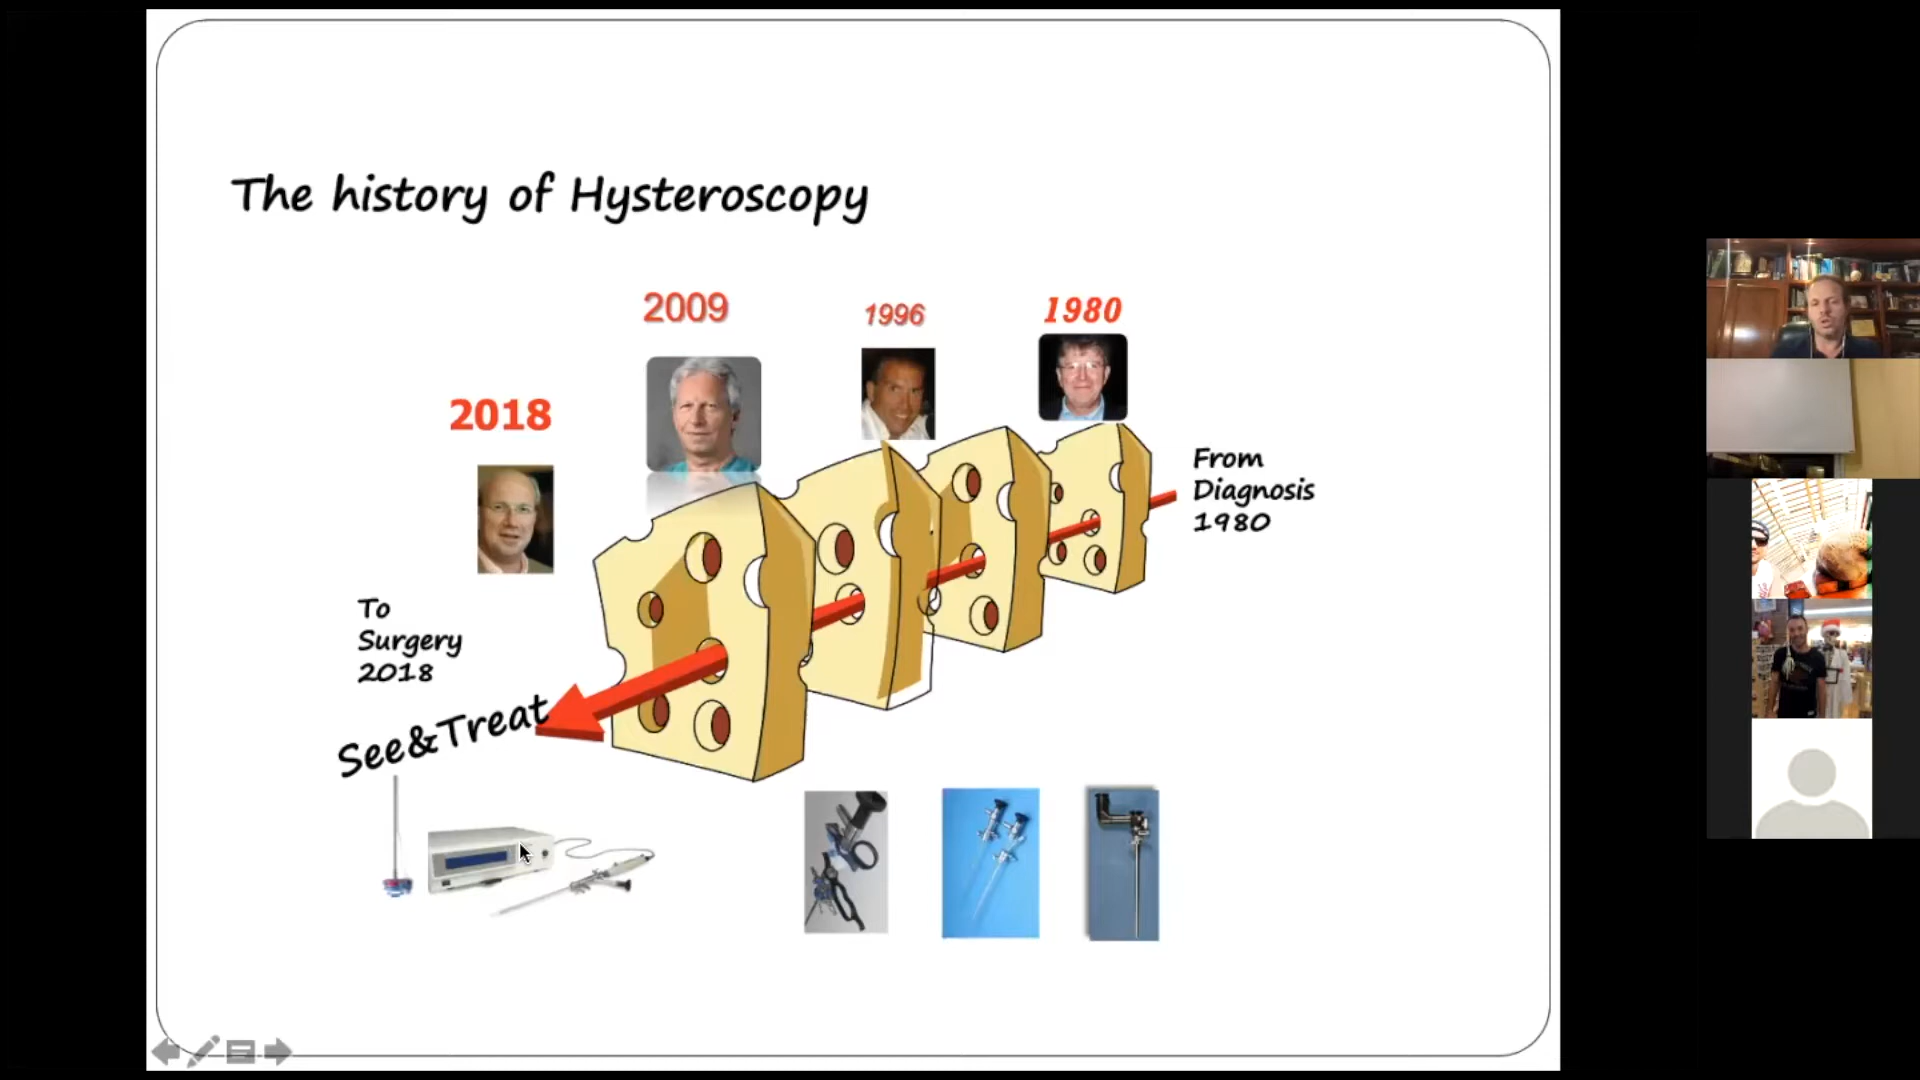 The history of Hysteroscopy
2009
1996
1980
2018
From
Diagnosis
1980
To
Surgery
2018
See&Treat